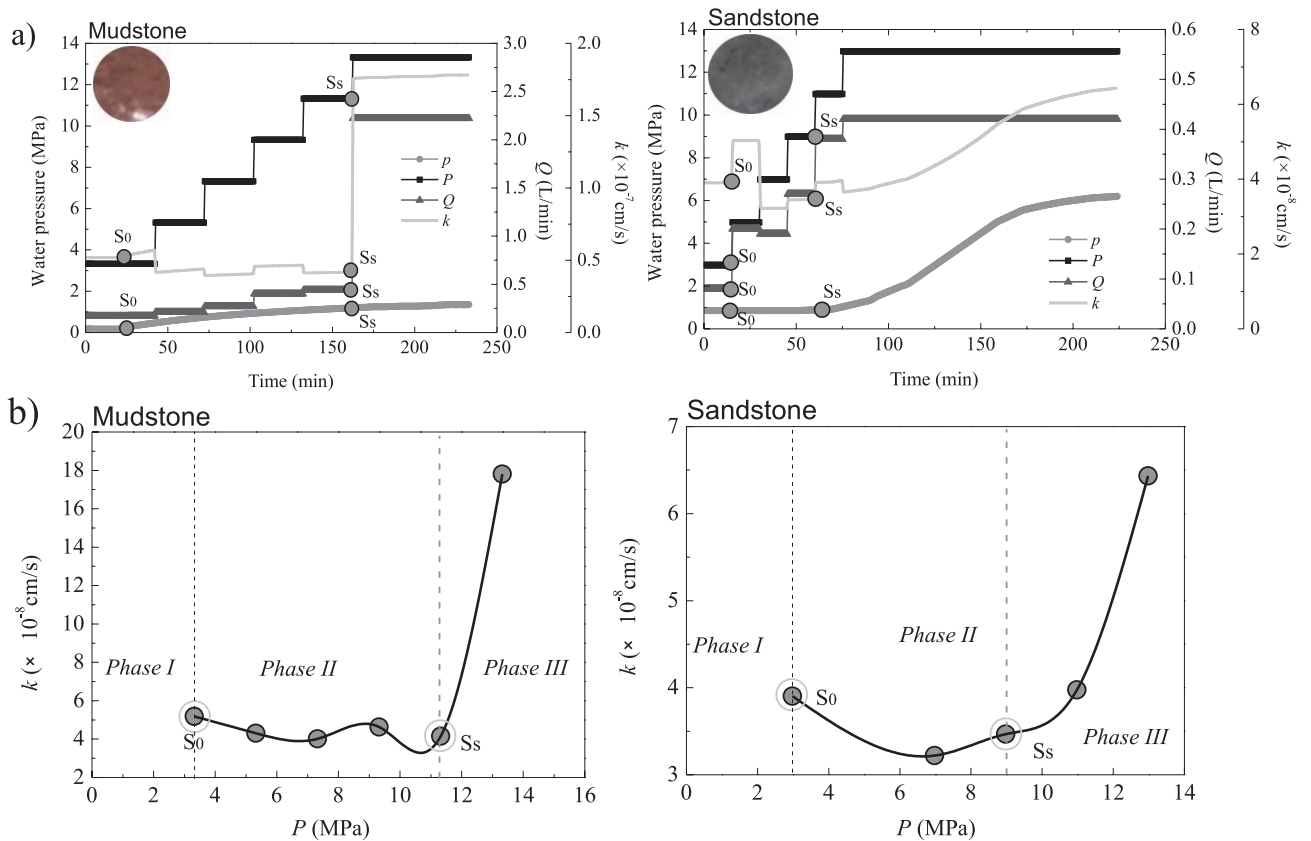 a)
Mudstone
14
12
10
8
6
4
2
0
Water pressure (MPa)
0 50 100 150 200 250
Time (min)
3.0
2.5
2.0
1.5
1.0
0.5
0.0
Q (L/min)
2.0
1.5
1.0
0.5
0.0
k (×10⁻⁷cm/s)
p
P
Q
k
S0
S0
Ss
Ss
Ss
Ss
Sandstone
14
13
12
11
10
9
8
7
6
5
4
3
2
1
0
Water pressure (MPa)
0 50 100 150 200 250
Time (min)
0.6
0.5
0.4
0.3
0.2
0.1
0.0
Q (L/min)
8
6
4
2
0
k (×10⁻⁸cm/s)
p
P
Q
k
S0
S0
S0
Ss
Ss
Ss
b)
Mudstone
20
18
16
14
12
10
8
6
4
2
k (× 10⁻⁸cm/s)
Phase I
Phase II
Phase III
S0
Ss
0 2 4 6 8 10 12 14 16
P (MPa)
Sandstone
7
6
5
4
3
k (× 10⁻⁸cm/s)
Phase I
Phase II
Phase III
S0
Ss
0 2 4 6 8 10 12 14
P (MPa)